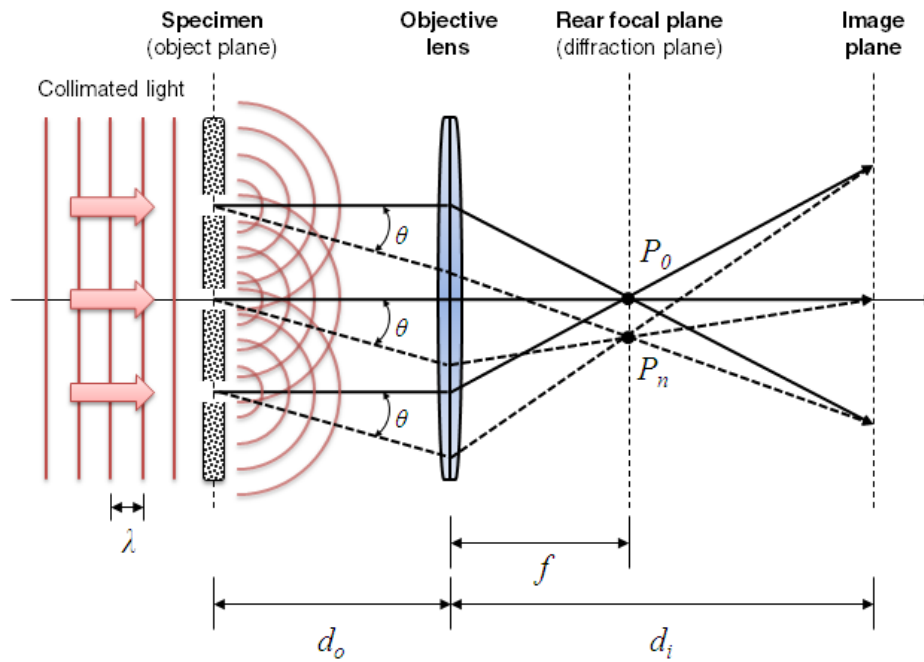 Specimen
(object plane)
Objective
lens
Rear focal plane
(diffraction plane)
Image
plane
Collimated light
θ
P₀
θ
Pₙ
θ
λ
f
dₒ
dᵢ